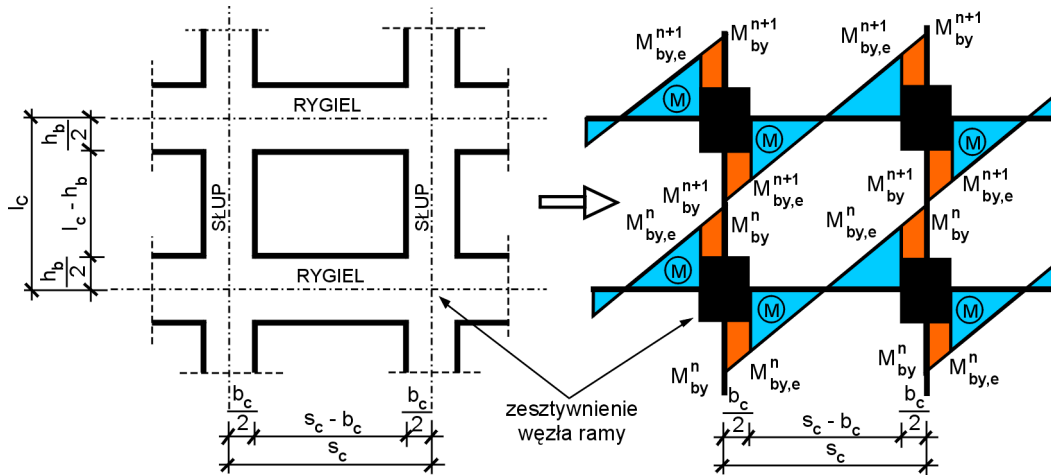 RYGIEL
SŁUP
SŁUP
RYGIEL
h_b/2
l_c - h_b
l_c
h_b/2
b_c/2
s_c - b_c
b_c/2
s_c
zesztywnienie
węzła ramy
M_by,e^n+1
M_by^n+1
M_by,e^n+1
M_by^n+1
M
M
M
M
M_by^n+1
M_by,e^n+1
M_by^n+1
M_by,e^n+1
M_by,e^n
M_by^n
M_by,e^n
M_by^n
M
M
M
M_by^n
M_by,e^n
M_by^n
M_by,e^n
b_c/2
s_c - b_c
b_c/2
s_c